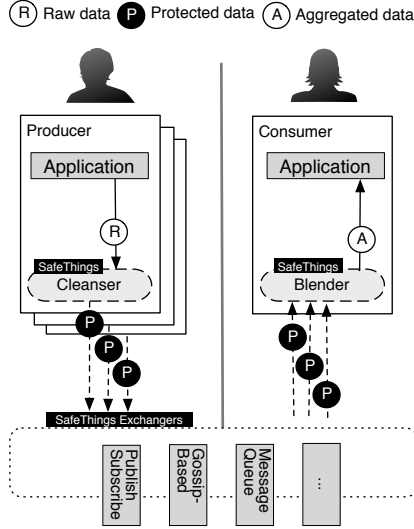 R Raw data P Protected data A Aggregated data
Producer
Application
R
SafeThings
Cleanser
P
P
P
Consumer
Application
A
SafeThings
Blender
P
P
P
SafeThings Exchangers
Publish
Subscribe
Gossip-
Based
Message
Queue
...